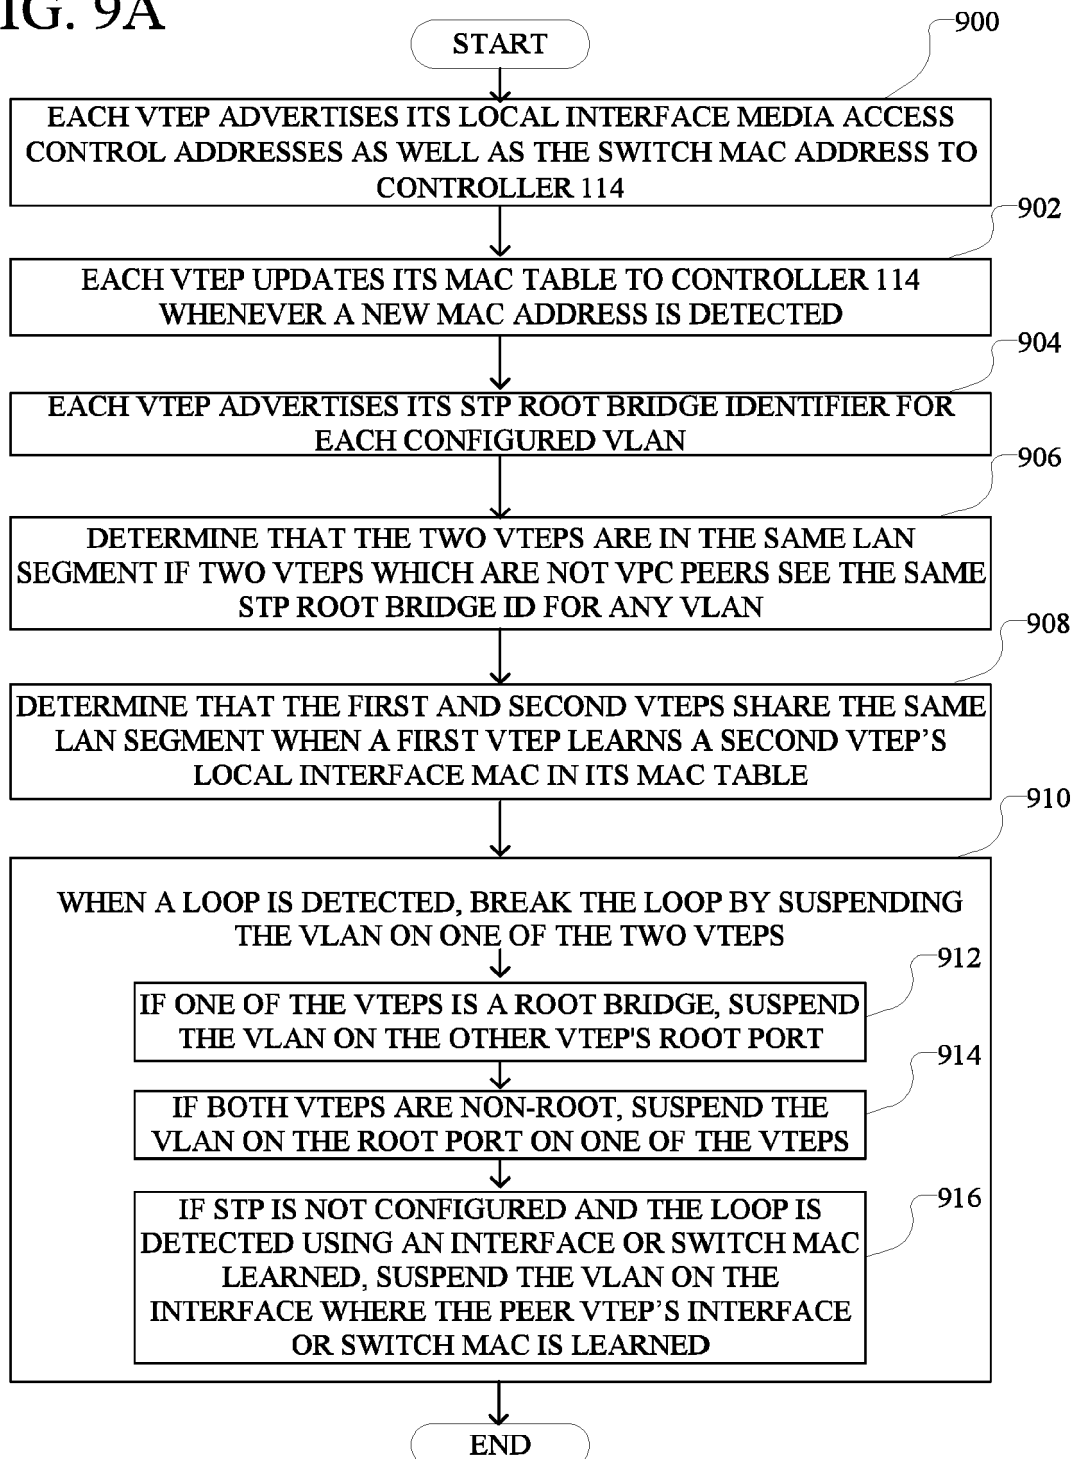 IG. 9A
START
900
EACH VTEP ADVERTISES ITS LOCAL INTERFACE MEDIA ACCESS
CONTROL ADDRESSES AS WELL AS THE SWITCH MAC ADDRESS TO
CONTROLLER 114
902
EACH VTEP UPDATES ITS MAC TABLE TO CONTROLLER 114
WHENEVER A NEW MAC ADDRESS IS DETECTED
904
EACH VTEP ADVERTISES ITS STP ROOT BRIDGE IDENTIFIER FOR
EACH CONFIGURED VLAN
906
DETERMINE THAT THE TWO VTEPS ARE IN THE SAME LAN
SEGMENT IF TWO VTEPS WHICH ARE NOT VPC PEERS SEE THE SAME
STP ROOT BRIDGE ID FOR ANY VLAN
908
DETERMINE THAT THE FIRST AND SECOND VTEPS SHARE THE SAME
LAN SEGMENT WHEN A FIRST VTEP LEARNS A SECOND VTEP’S
LOCAL INTERFACE MAC IN ITS MAC TABLE
910
WHEN A LOOP IS DETECTED, BREAK THE LOOP BY SUSPENDING
THE VLAN ON ONE OF THE TWO VTEPS
912
IF ONE OF THE VTEPS IS A ROOT BRIDGE, SUSPEND
THE VLAN ON THE OTHER VTEP'S ROOT PORT
914
IF BOTH VTEPS ARE NON-ROOT, SUSPEND THE
VLAN ON THE ROOT PORT ON ONE OF THE VTEPS
916
IF STP IS NOT CONFIGURED AND THE LOOP IS
DETECTED USING AN INTERFACE OR SWITCH MAC
LEARNED, SUSPEND THE VLAN ON THE
INTERFACE WHERE THE PEER VTEP’S INTERFACE
OR SWITCH MAC IS LEARNED
END